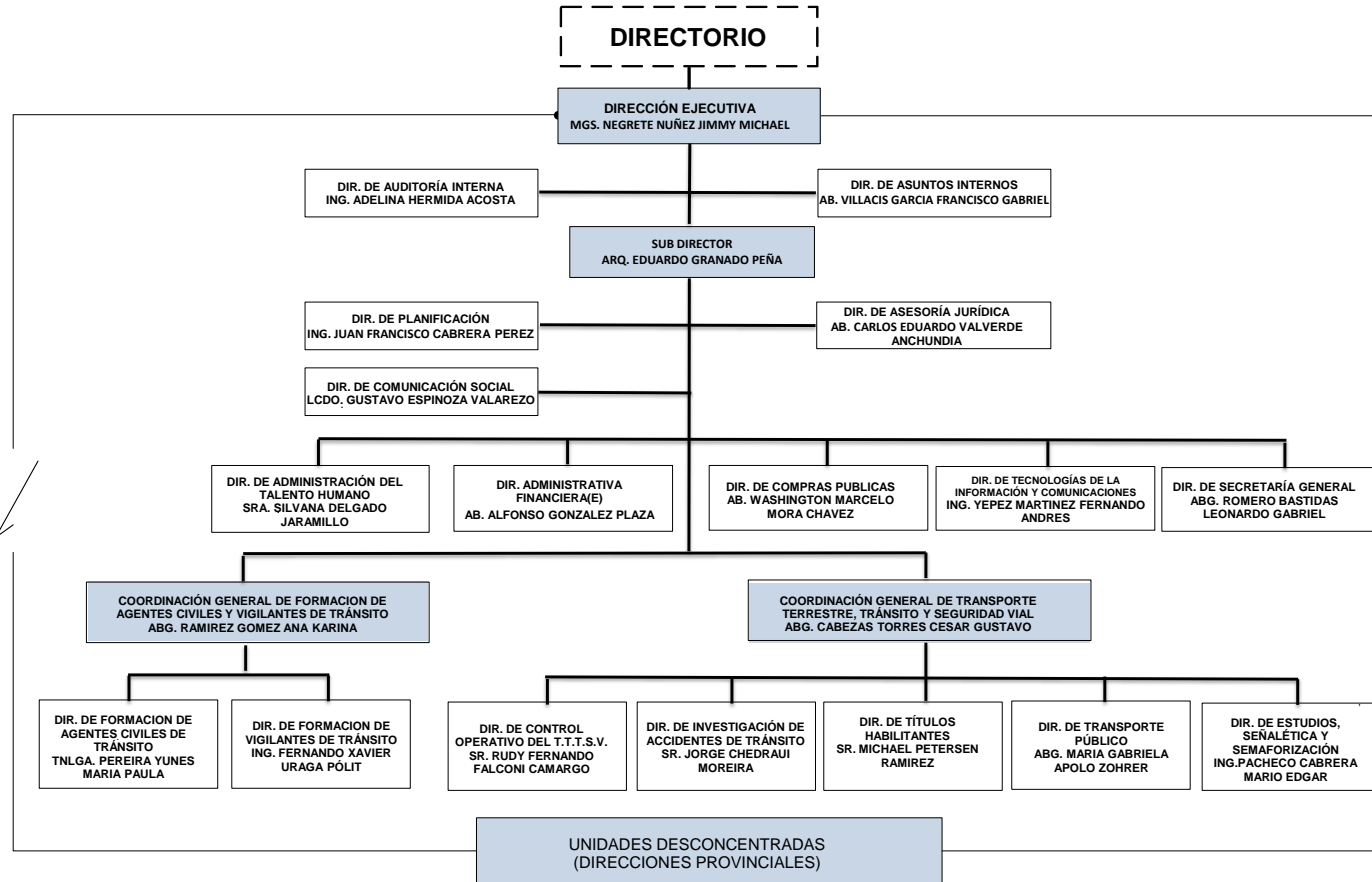 DIRECTORIO
DIRECCIÓN EJECUTIVA
MGS. NEGRETE NUÑEZ JIMMY MICHAEL
DIR. DE AUDITORÍA INTERNA
ING. ADELINA HERMIDA ACOSTA
DIR. DE ASUNTOS INTERNOS
AB. VILLACIS GARCIA FRANCISCO GABRIEL
SUB DIRECTOR
ARQ. EDUARDO GRANADO PEÑA
DIR. DE PLANIFICACIÓN
ING. JUAN FRANCISCO CABRERA PEREZ
DIR. DE ASESORÍA JURÍDICA
AB. CARLOS EDUARDO VALVERDE
ANCHUNDIA
DIR. DE COMUNICACIÓN SOCIAL
LCDO. GUSTAVO ESPINOZA VALAREZO
DIR. DE ADMINISTRACIÓN DEL
TALENTO HUMANO
SRA. SILVANA DELGADO
JARAMILLO
DIR. ADMINISTRATIVA
FINANCIERA(E)
AB. ALFONSO GONZALEZ PLAZA
DIR. DE COMPRAS PUBLICAS
AB. WASHINGTON MARCELO
MORA CHAVEZ
DIR. DE TECNOLOGÍAS DE LA
INFORMACIÓN Y COMUNICACIONES
ING. YEPEZ MARTINEZ FERNANDO
ANDRES
DIR. DE SECRETARÍA GENERAL
ABG. ROMERO BASTIDAS
LEONARDO GABRIEL
COORDINACIÓN GENERAL DE FORMACION DE
AGENTES CIVILES Y VIGILANTES DE TRÁNSITO
ABG. RAMIREZ GOMEZ ANA KARINA
COORDINACIÓN GENERAL DE TRANSPORTE
TERRESTRE, TRÁNSITO Y SEGURIDAD VIAL
ABG. CABEZAS TORRES CESAR GUSTAVO
DIR. DE FORMACION DE
AGENTES CIVILES DE
TRÁNSITO
TNLGA. PEREIRA YUNES
MARIA PAULA
DIR. DE FORMACION DE
VIGILANTES DE TRÁNSITO
ING. FERNANDO XAVIER
URAGA PÓLIT
DIR. DE CONTROL
OPERATIVO DEL T.T.T.S.V.
SR. RUDY FERNANDO
FALCONI CAMARGO
DIR. DE INVESTIGACIÓN DE
ACCIDENTES DE TRÁNSITO
SR. JORGE CHEDRAUI
MOREIRA
DIR. DE TÍTULOS
HABILITANTES
SR. MICHAEL PETERSEN
RAMIREZ
DIR. DE TRANSPORTE
PÚBLICO
ABG. MARIA GABRIELA
APOLO ZOHRER
DIR. DE ESTUDIOS,
SEÑALÉTICA Y
SEMAFORIZACIÓN
ING.PACHECO CABRERA
MARIO EDGAR
UNIDADES DESCONCENTRADAS
(DIRECCIONES PROVINCIALES)